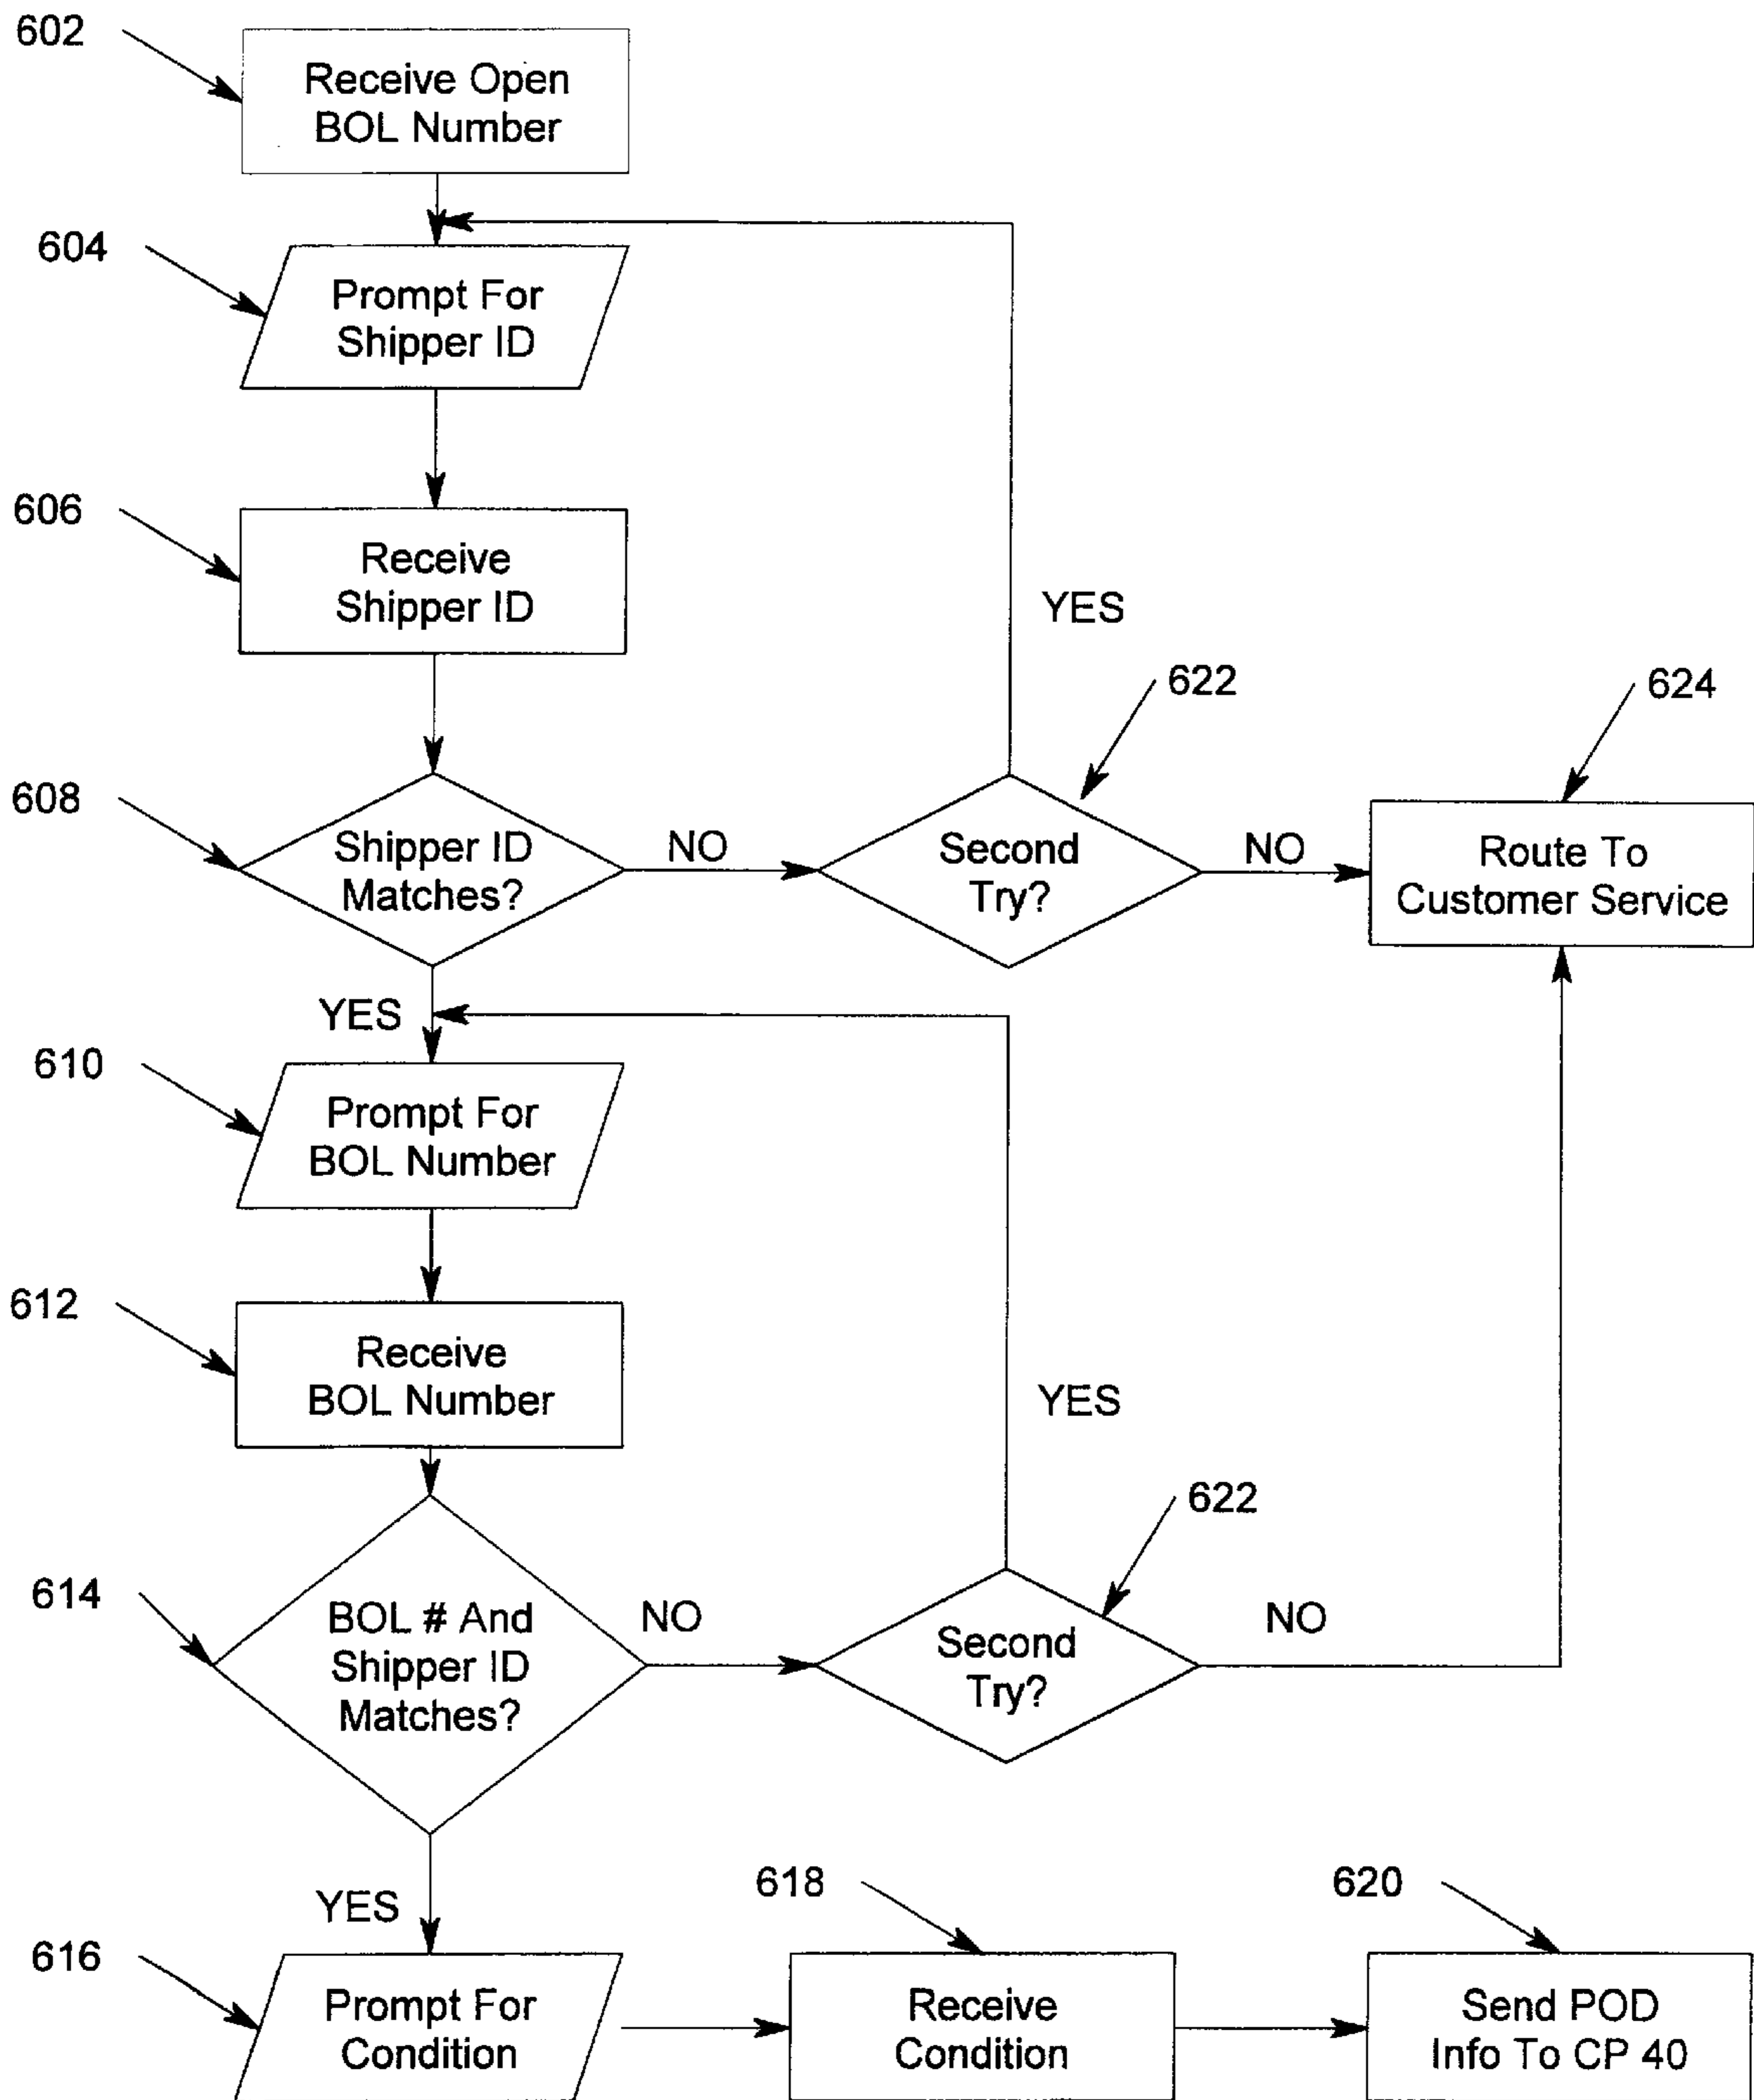 602
Receive Open
BOL Number
604
Prompt For
Shipper ID
606
Receive
Shipper ID
YES
622
624
608
Shipper ID
Matches?
NO
Second
Try?
NO
Route To
Customer Service
YES
610
Prompt For
BOL Number
612
Receive
BOL Number
YES
622
614
BOL # And
Shipper ID
Matches?
NO
Second
Try?
NO
YES
618
620
616
Prompt For
Condition
Receive
Condition
Send POD
Info To CP 40